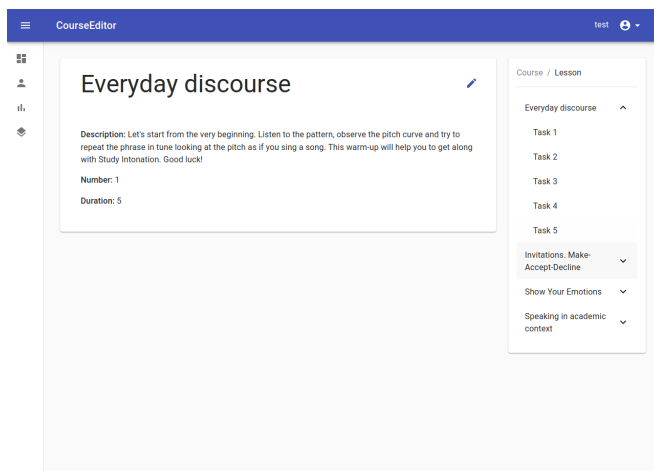 CourseEditor
test
Everyday discourse
Description: Let's start from the very beginning. Listen to the pattern, observe the pitch curve and try to
repeat the phrase in tune looking at the pitch as if you sing a song. This warm-up will help you to get along
with Study Intonation. Good luck!
Number: 1
Duration: 5
Course / Lesson
Everyday discourse
Task 1
Task 2
Task 3
Task 4
Task 5
Invitations. Make-
Accept-Decline
Show Your Emotions
Speaking in academic
context